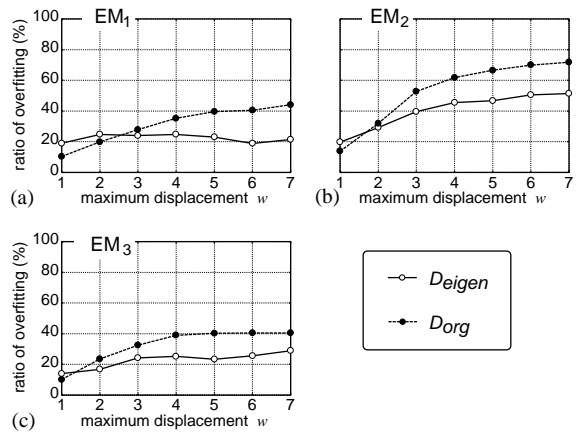 EM1
ratio of overfitting (%)
100
80
60
40
20
0
1 2 3 4 5 6 7
maximum displacement w
(a)
EM2
100
80
60
40
20
0
1 2 3 4 5 6 7
maximum displacement w
(b)
EM3
ratio of overfitting (%)
100
80
60
40
20
0
1 2 3 4 5 6 7
maximum displacement w
(c)
Deigen
Dorg